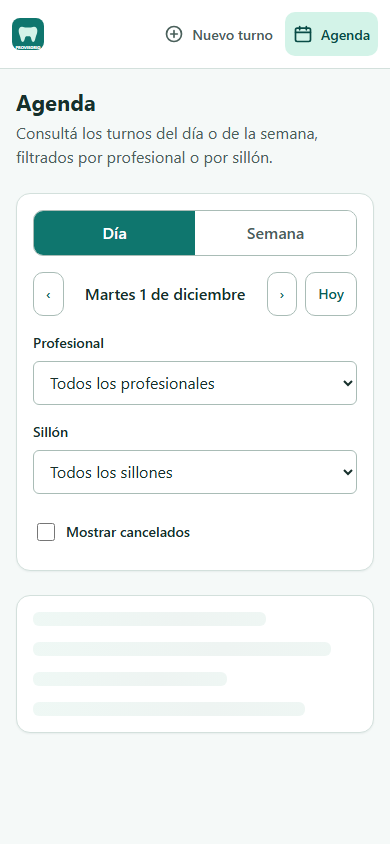 PROVISORIO
Nuevo turno
Agenda
Agenda
Consultá los turnos del día o de la semana,
filtrados por profesional o por sillón.
Día
Semana
‹
Martes 1 de diciembre
›
Hoy
Profesional
Todos los profesionales
Sillón
Todos los sillones
Mostrar cancelados